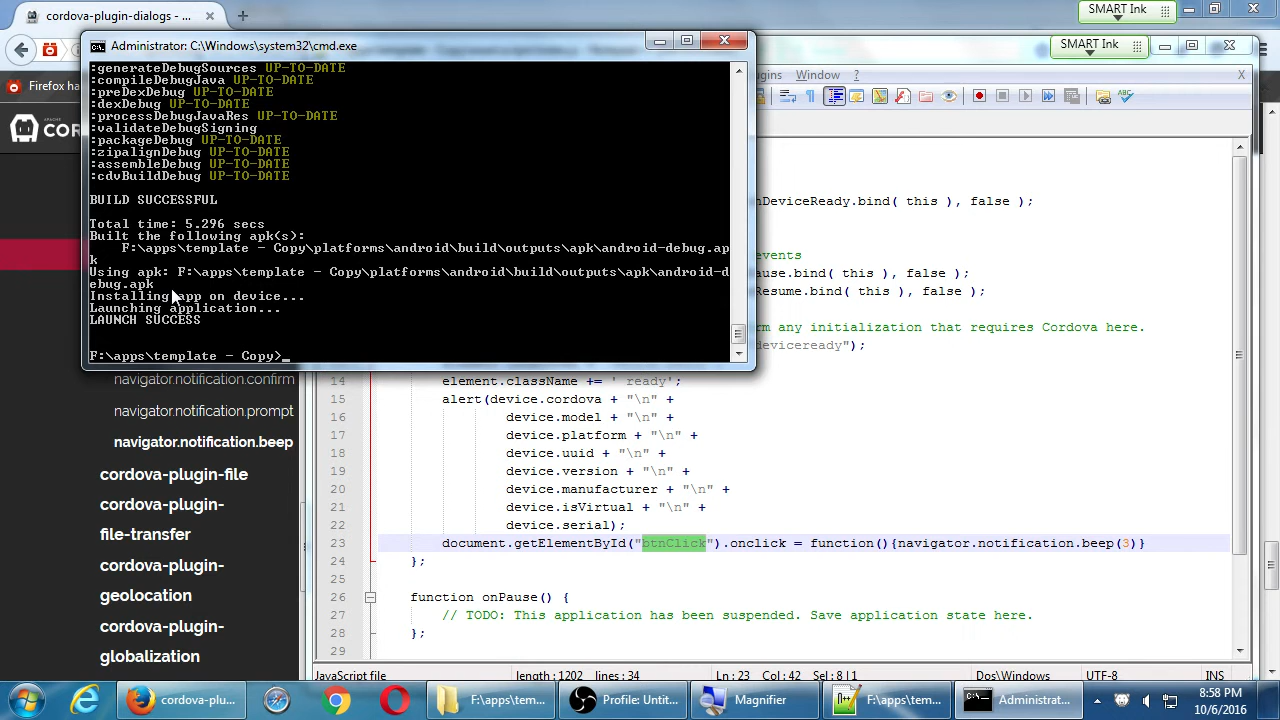 cordova-plugin-dialogs - ...
SMART Ink
Administrator: C:\Windows\system32\cmd.exe
SMART Ink
:generateDebugSources UP-TO-DATE
:compileDebugJava UP-TO-DATE
:preDexDebug UP-TO-DATE
:dexDebug UP-TO-DATE
:processDebugJavaRes UP-TO-DATE
:validateDebugSigning
:packageDebug UP-TO-DATE
:zipalignDebug UP-TO-DATE
:assembleDebug UP-TO-DATE
:cdvBuildDebug UP-TO-DATE
BUILD SUCCESSFUL
Total time: 5.296 secs
Built the following apk(s):
F:\apps\template - Copy\platforms\android\build\outputs\apk\android-debug.ap
k
Using apk: F:\apps\template - Copy\platforms\android\build\outputs\apk\android-d
ebug.apk
Installing app on device...
Launching application...
LAUNCH SUCCESS
F:\apps\template - Copy>_
Firefox ha
COR
ugins Window ? X
nDeviceReady.bind( this ), false );
events
ause.bind( this ), false );
Resume.bind( this ), false );
rm any initialization that requires Cordova here.
deviceready");
navigator.notification.confirm
navigator.notification.prompt
navigator.notification.beep
cordova-plugin-file
cordova-plugin-
file-transfer
cordova-plugin-
geolocation
cordova-plugin-
globalization
14 element.className += ' ready';
15 alert(device.cordova + "\n" +
16 device.model + "\n" +
17 device.platform + "\n" +
18 device.uuid + "\n" +
19 device.version + "\n" +
20 device.manufacturer + "\n" +
21 device.isVirtual + "\n" +
22 device.serial);
23 document.getElementById("btnClick").onclick = function(){navigator.notification.beep(3)}
24 };
25
26 function onPause() {
27 // TODO: This application has been suspended. Save application state here.
28 };
29
JavaScript file length : 1202 lines : 34 Ln : 23 Col : 42 Sel : 8 | 1 Dos\Windows UTF-8 INS
cordova-plu... F:\apps\tem... Profile: Untit... Magnifier F:\apps\tem... Administrat... 8:58 PM
10/6/2016